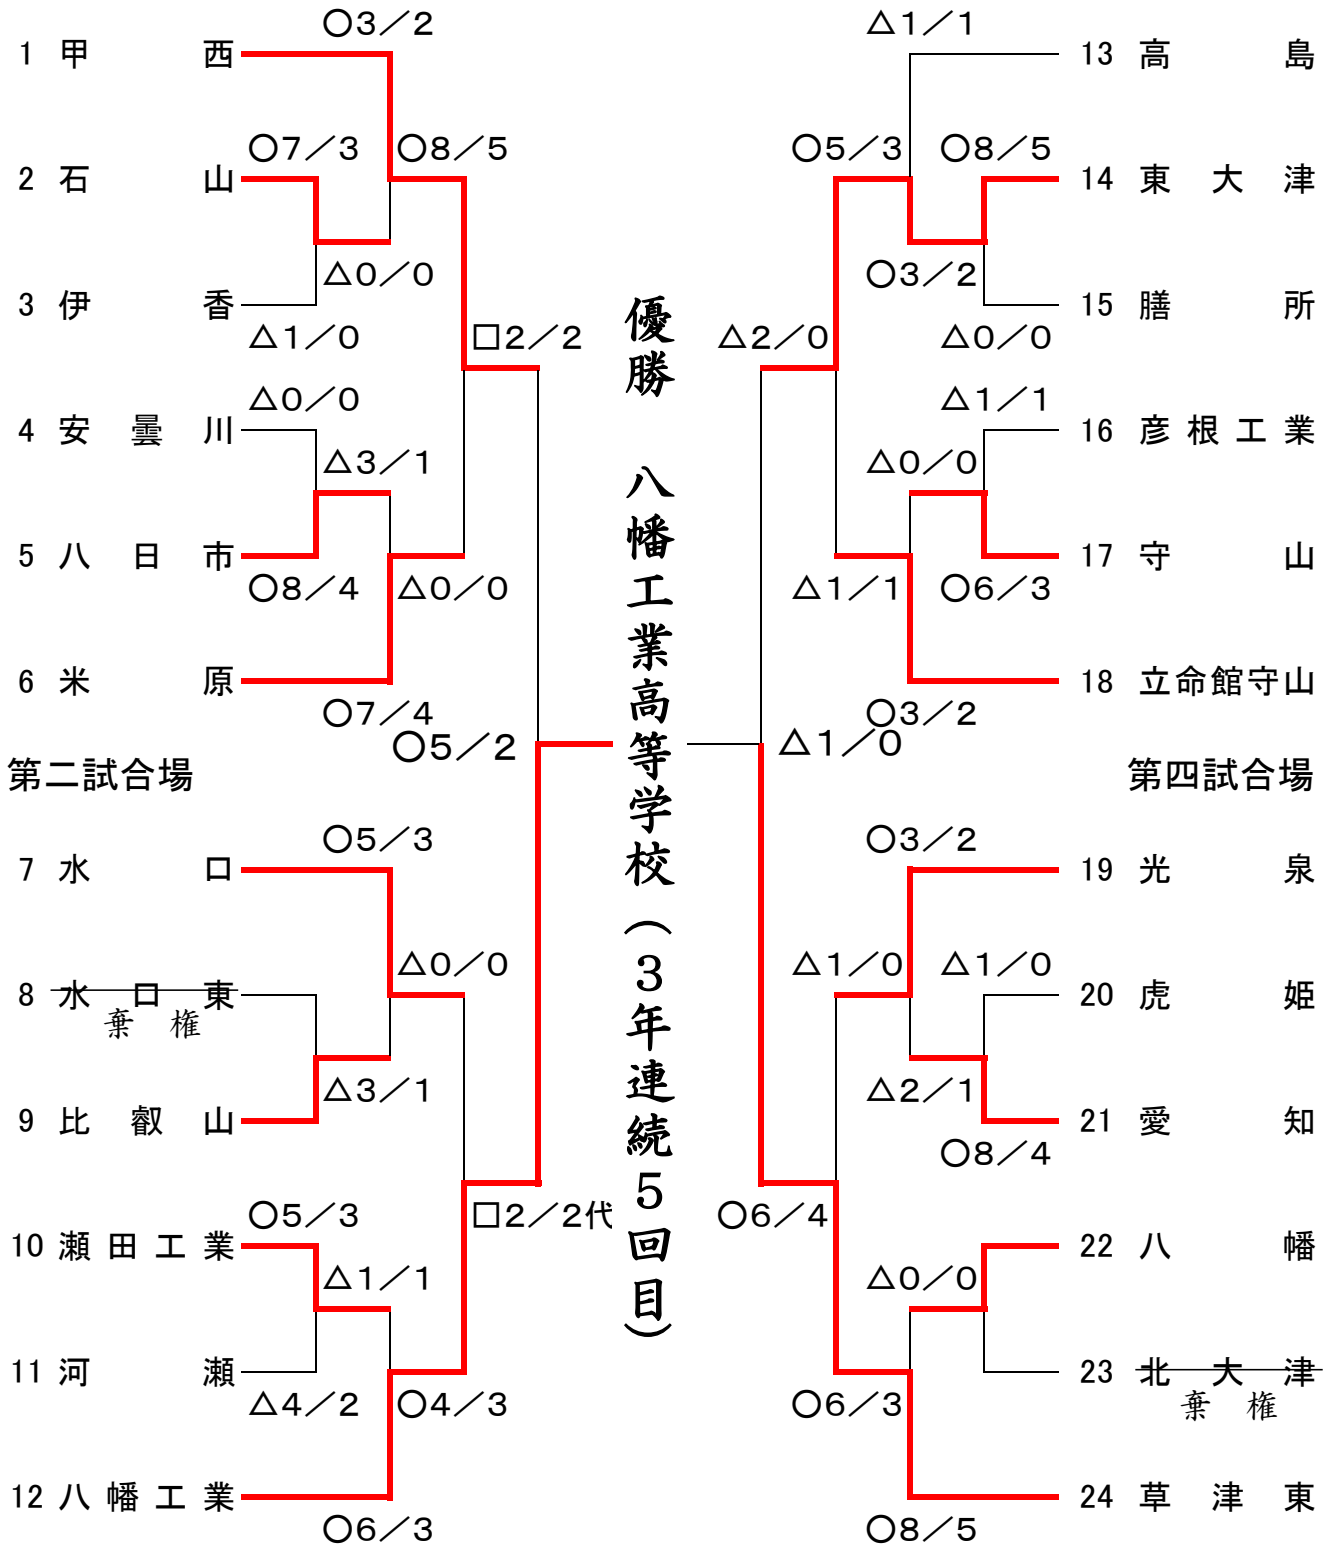 ○3／2
1 甲西
○7／3
○8／5
2 石山
△0／0
3 伊香
△1／0
□2／2
△0／0
4 安曇川
△3／1
5 八日市
○8／4
△0／0
6 米原
○7／4
○5／2
第二試合場
○5／3
7 水口
△0／0
8 水口東
棄権
△3／1
9 比叡山
○5／3
□2／2代
10 瀬田工業
△1／1
11 河瀬
△4／2
○4／3
12 八幡工業
○6／3
優勝 八幡工業高等学校（3年連続5回目）
△1／1
13 高島
○5／3
○8／5
14 東大津
○3／2
15 膳所
△2／0
△0／0
△1／1
16 彦根工業
△0／0
17 守山
△1／1
○6／3
18 立命館守山
○3／2
△1／0
第四試合場
○3／2
19 光泉
△1／0
△1／0
20 虎姫
△2／1
21 愛知
○8／4
○6／4
22 八幡
△0／0
23 北大津
棄権
○6／3
24 草津東
○8／5